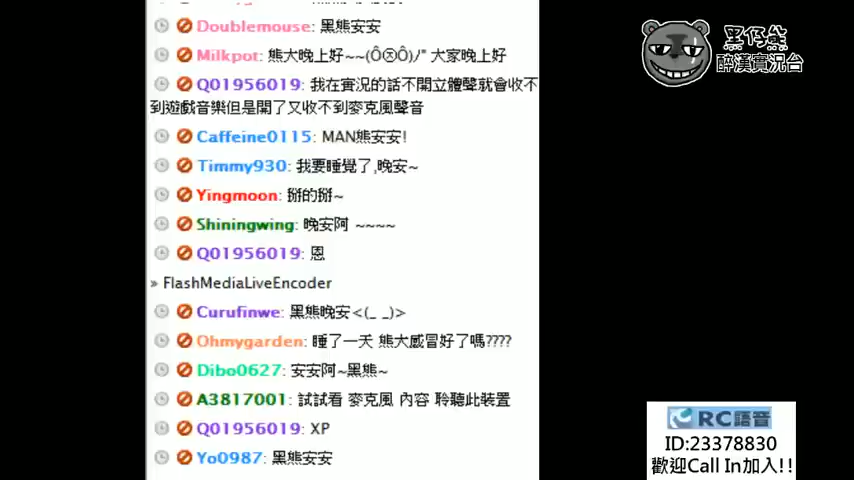 Doublemouse: 黑熊安安
Milkpot: 熊大晚上好~~(ÔㅊÔ)ﾉ" 大家晚上好
Q01956019: 我在實況的話不開立體聲就會收不
到遊戲音樂但是開了又收不到麥克風聲音
Caffeine0115: MAN熊安安!
Timmy930: 我要睡覺了,晚安~
Yingmoon: 掰的掰~
Shiningwing: 晚安阿 ~~~~
Q01956019: 恩
» FlashMediaLiveEncoder
Curufinwe: 黑熊晚安<(_ _)>
Ohmygarden: 睡了一天 熊大感冒好了嗎????
Dibo0627: 安安阿~黑熊~
A3817001: 試試看 麥克風 內容 聆聽此裝置
Q01956019: XP
Yo0987: 黑熊安安
黑仔熊
醉漢實況台
RC語音
ID:23378830
歡迎Call In加入!!